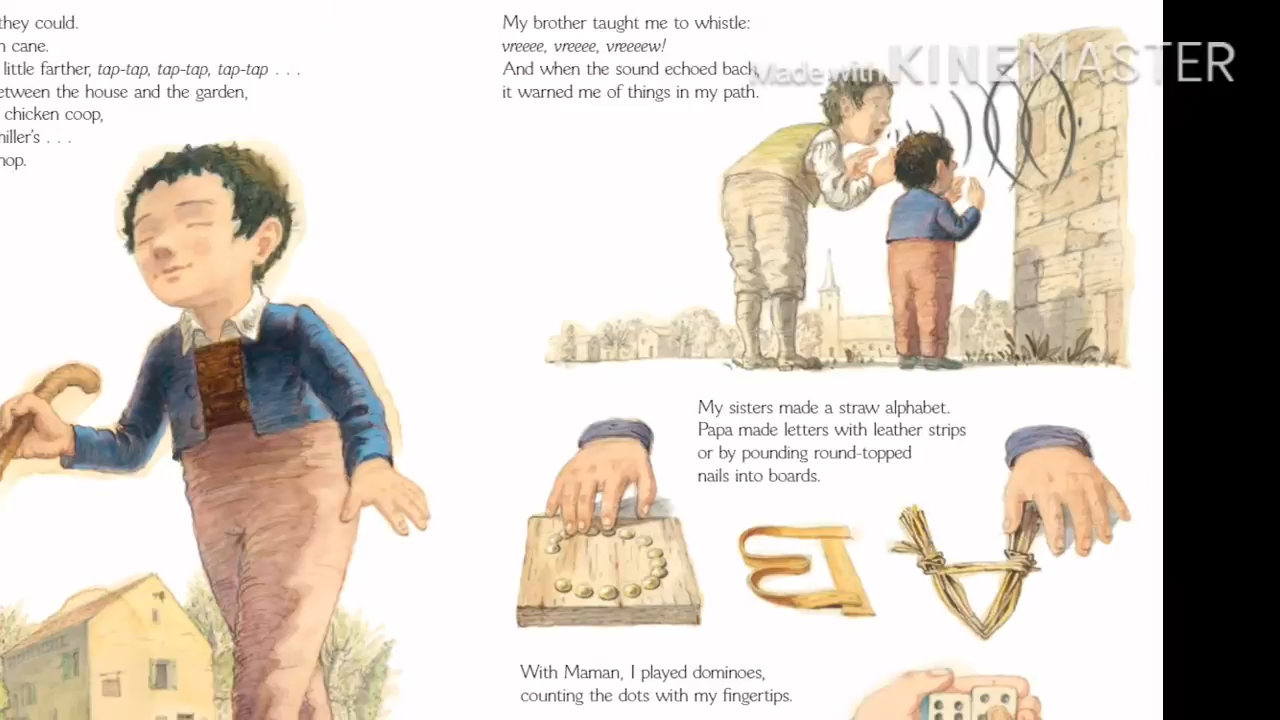 they could.
cane.
little farther, tap-tap, tap-tap, tap-tap . . .
between the house and the garden,
chicken coop,
. . .
My brother taught me to whistle:
vreeee, vreeee, vreeeew!
And when the sound echoed back,
it warned me of things in my path.
Made with KINEMASTER
My sisters made a straw alphabet.
Papa made letters with leather strips
or by pounding round-topped
nails into boards.
With Maman, I played dominoes,
counting the dots with my fingertips.